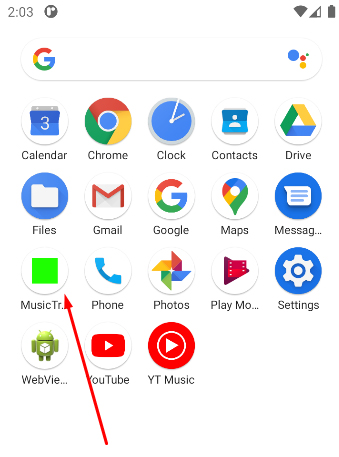 2:03
3
Calendar Chrome Clock Contacts Drive
Files Gmail Google Maps Messag...
MusicTr... Phone Photos Play Mo... Settings
WebVie... YouTube YT Music